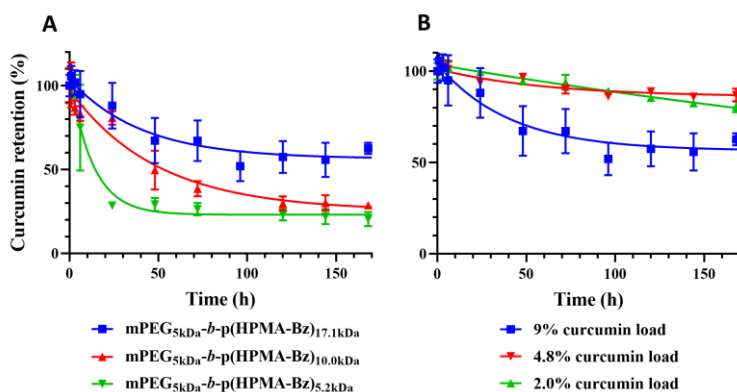 A
Curcumin retention (%)
150
100
50
0
0
50
100
150
Time (h)
mPEG5kDa-b-p(HPMA-Bz)17.1kDa
mPEG5kDa-b-p(HPMA-Bz)10.0kDa
mPEG5kDa-b-p(HPMA-Bz)5.2kDa
B
100
50
0
0
50
100
150
Time (h)
9% curcumin load
4.8% curcumin load
2.0% curcumin load